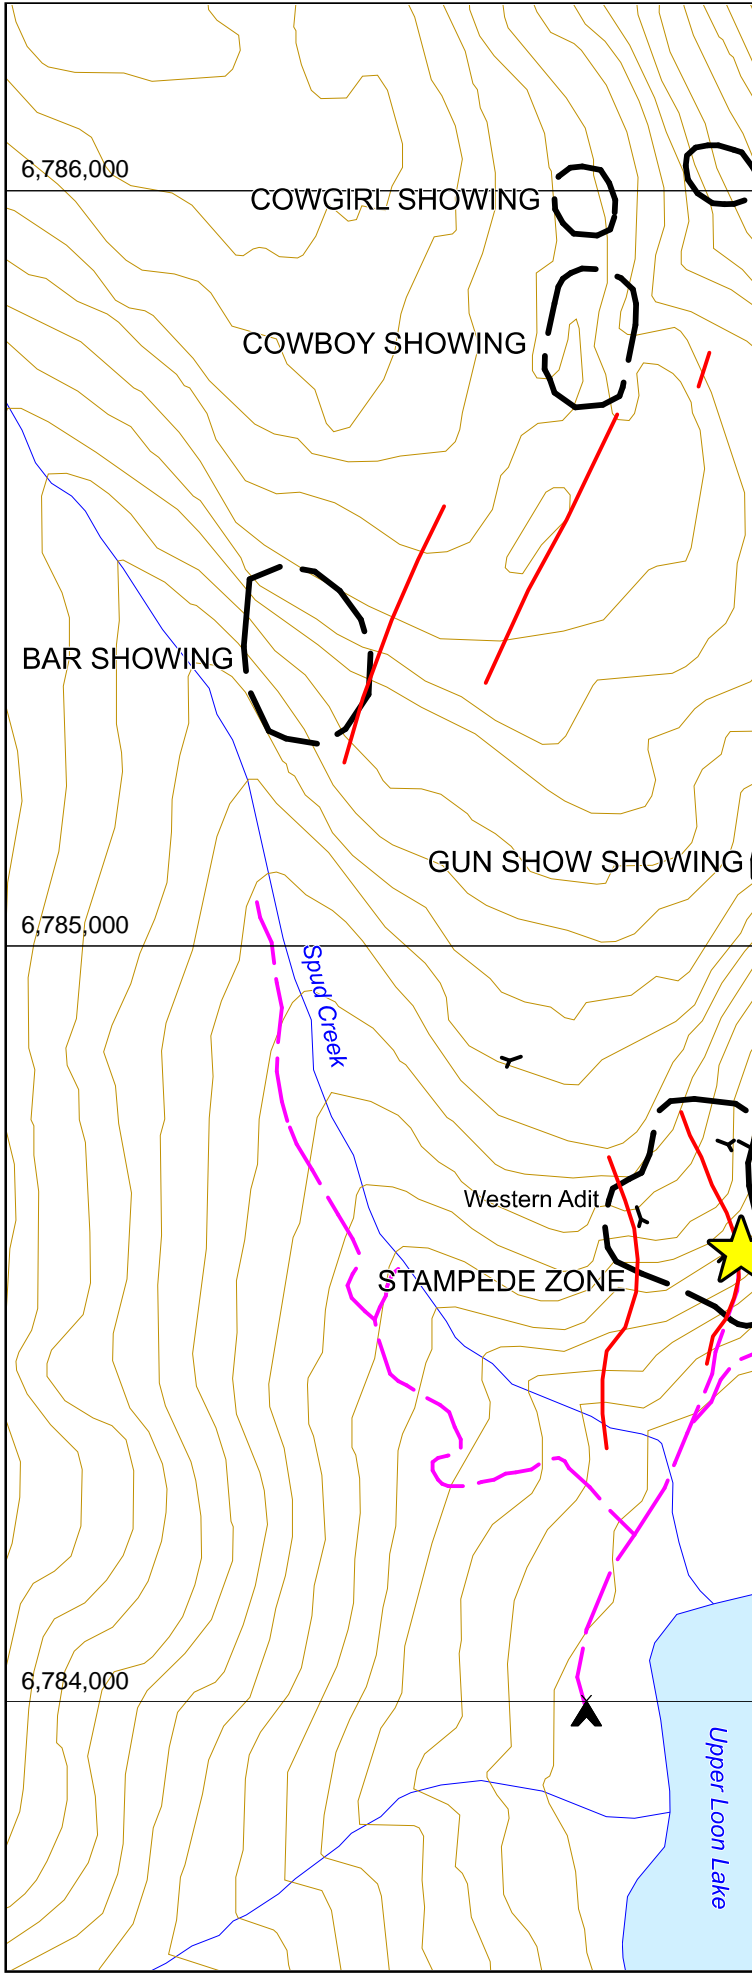 6,786,000
COWGIRL SHOWING
COWBOY SHOWING
BAR SHOWING
GUN SHOW SHOWING
6,785,000
Spud Creek
Western Adit
STAMPEDE ZONE
6,784,000
Upper Loon Lake